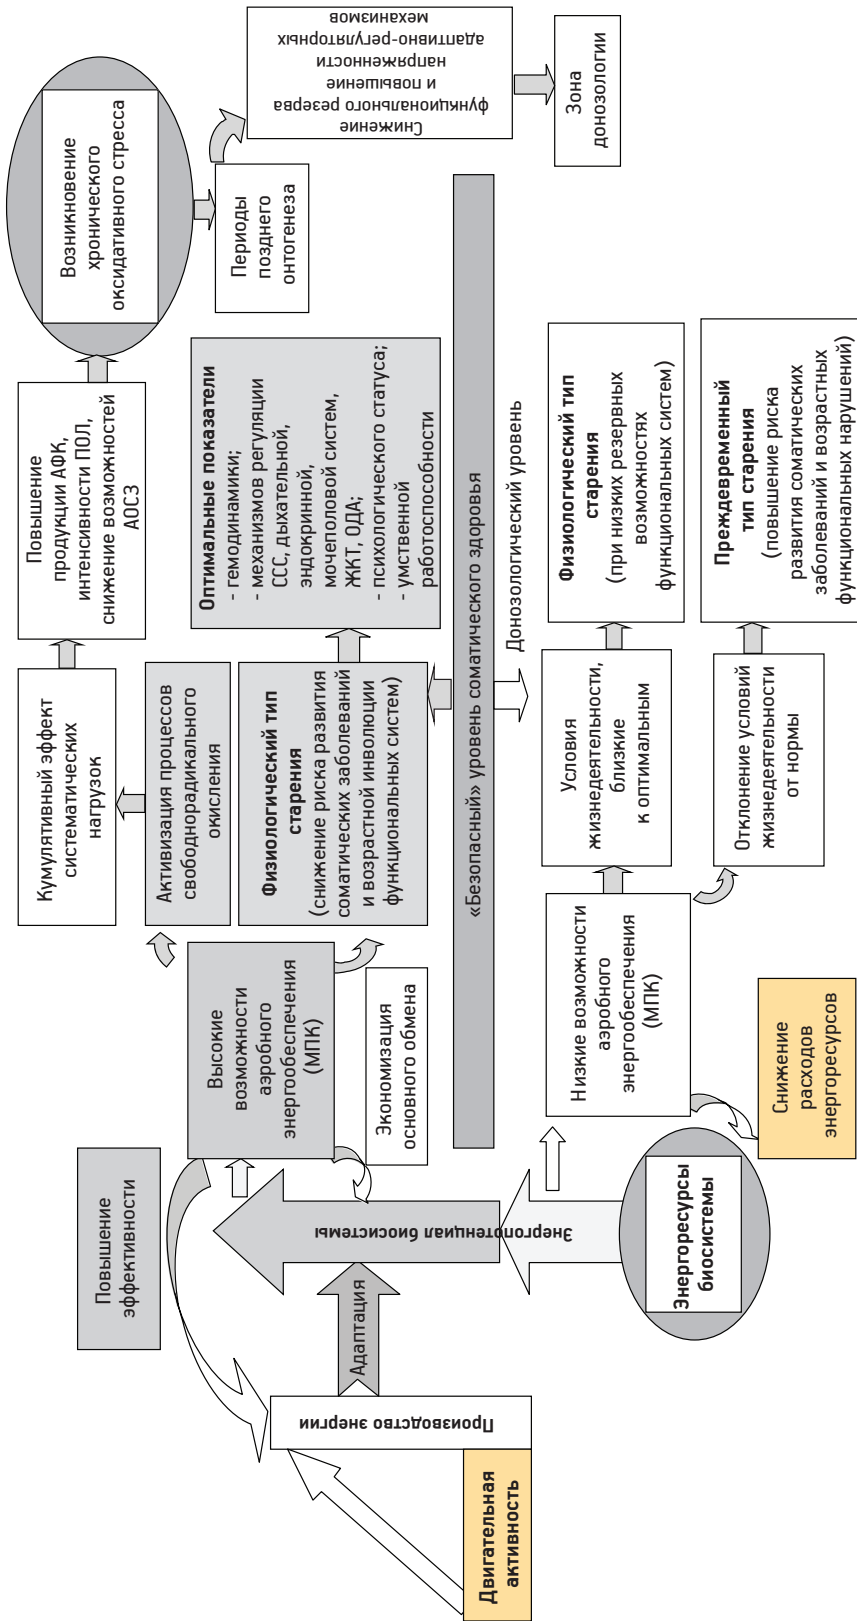 Двигательная
активность
Производство энергии
Адаптация
Повышение
эффективности
Энергопотенциал биосистемы
Энергоресурсы
биосистемы
Высокие
возможности
аэробного
энергообеспечения
(МПК)
Экономизация
основного обмена
Низкие возможности
аэробного
энергообеспечения
(МПК)
Снижение
расходов
энергоресурсов
Активизация процессов
свободнорадикального
окисления
Кумулятивный эффект
систематических
нагрузок
Повышение
продукции АФК,
интенсивности ПОЛ,
снижение возможностей
АОСЗ
Возникновение
хронического
оксидативного стресса
Периоды
позднего
онтогенеза
Снижение
функционального резерва
и повышение
напряженности
адаптивно-регуляторных
механизмов
Зона
донозологии
Физиологический тип
старения
(снижение риска развития
соматических заболеваний
и возрастной инволюции
функциональных систем)
Оптимальные показатели
- гемодинамики;
- механизмов регуляции
ССС, дыхательной,
эндокринной,
мочеполовой систем,
ЖКТ, ОДА;
- психологического статуса;
- умственной
работоспособности
«Безопасный» уровень соматического здоровья
Донозологический уровень
Условия
жизнедеятельности,
близкие
к оптимальным
Физиологический тип
старения
(при низких резервных
возможностях
функциональных систем)
Отклонение условий
жизнедеятельности
от нормы
Преждевременный
тип старения
(повышение риска
развития соматических
заболеваний и возрастных
функциональных нарушений)